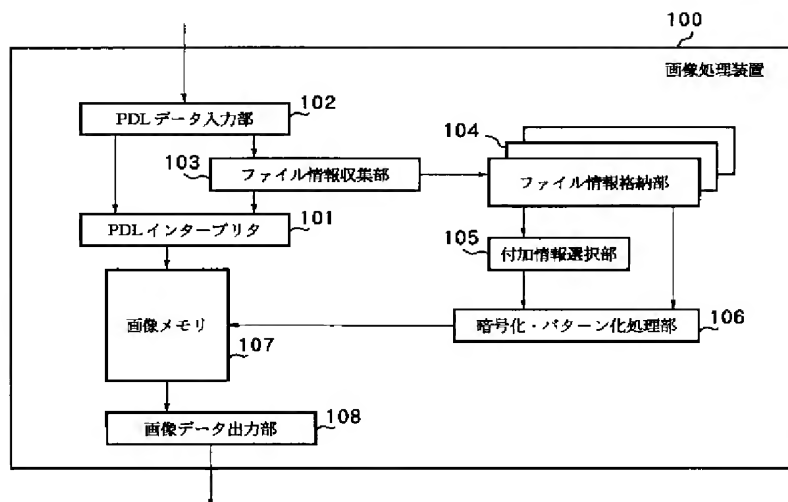 100
画像処理装置
PDLデータ入力部
102
103
ファイル情報収集部
104
ファイル情報格納部
PDLインタープリタ
101
105
付加情報選択部
画像メモリ
107
暗号化・パターン化処理部
106
画像データ出力部
108